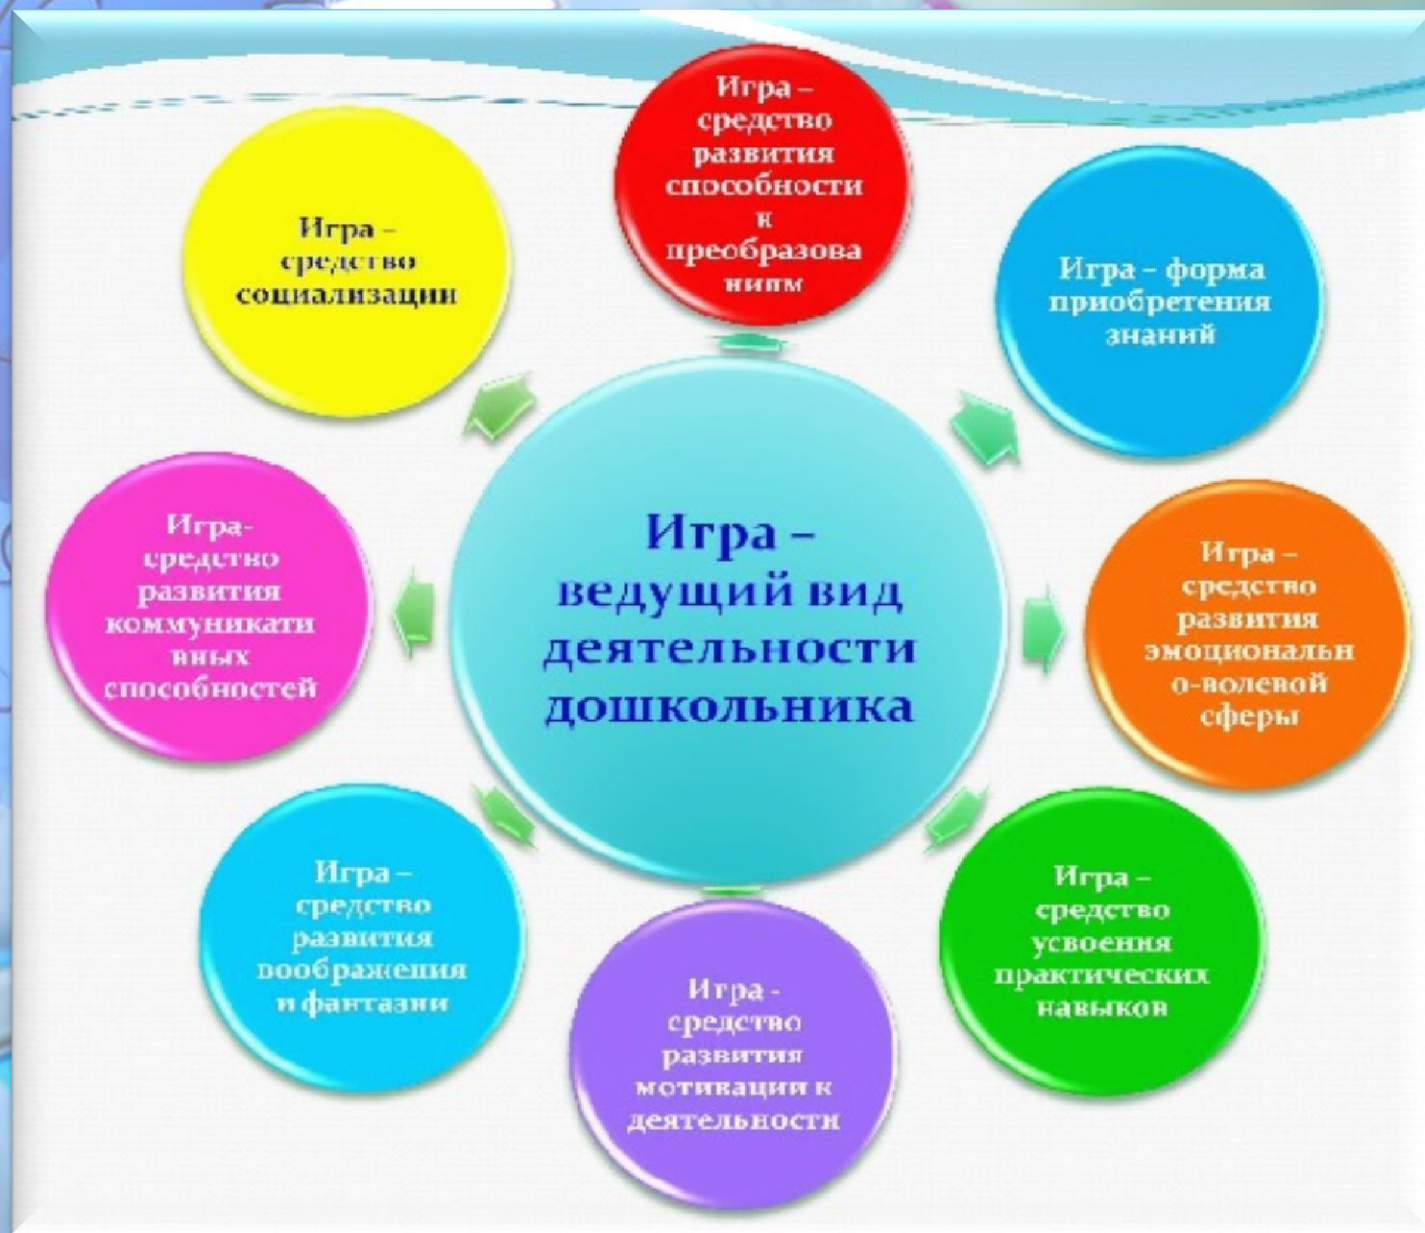 Игра –
средство
развития
способности
к
преобразова
ниям
Игра – форма
приобретения
знаний
Игра –
средство
развития
эмоциональн
о-волевой
сферы
Игра –
средство
усвоения
практических
навыков
Игра -
средство
развития
мотивации к
деятельности
Игра –
средство
развития
воображения
и фантазии
Игра-
средство
развития
коммуникати
вных
способностей
Игра –
средство
социализации
Игра –
ведущий вид
деятельности
дошкольника